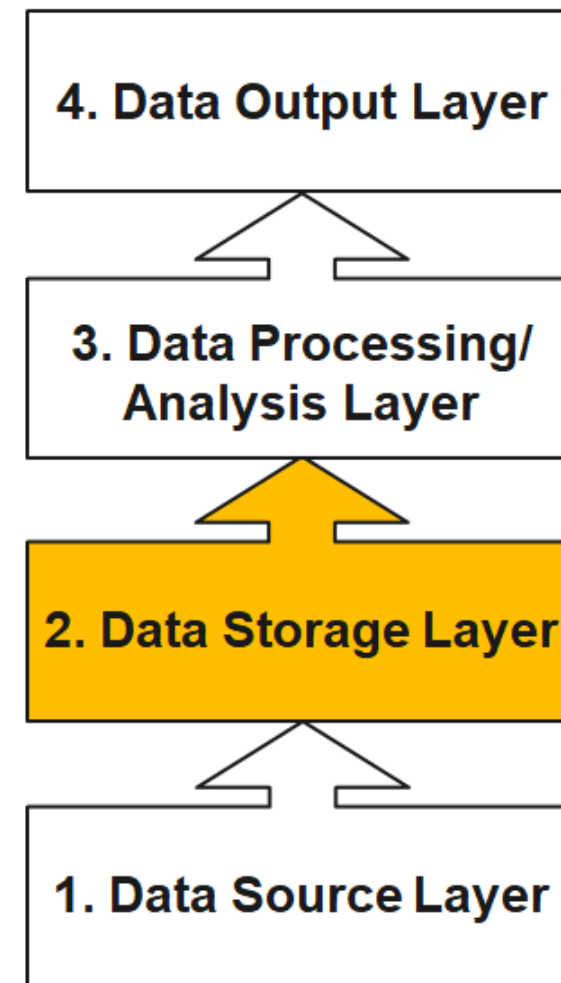 4. Data Output Layer
3. Data Processing/
Analysis Layer
2. Data Storage Layer
1. Data Source Layer